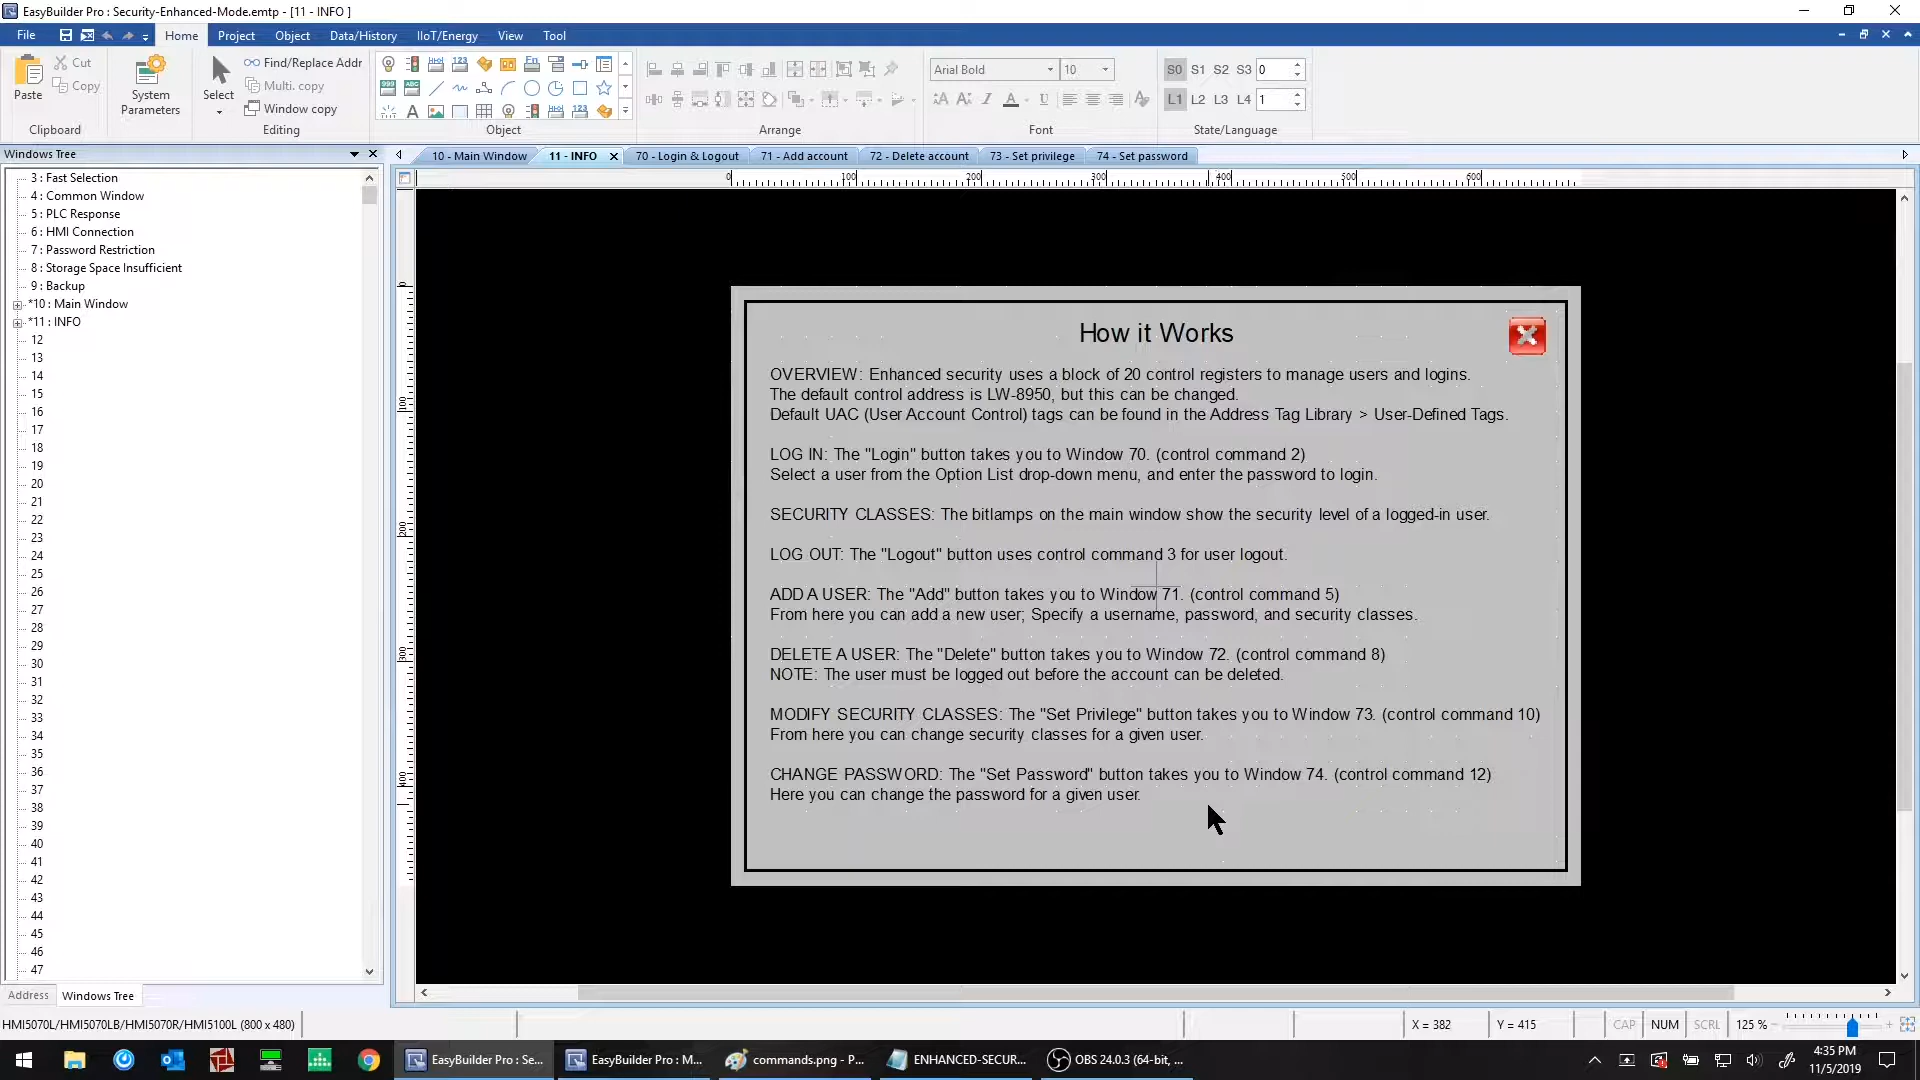 EasyBuilder Pro : Security-Enhanced-Mode.emtp - [11 - INFO ]
File Home Project Object Data/History IIoT/Energy View Tool
Paste
Cut
Copy
Clipboard
System
Parameters
Select
Find/Replace Addr
Multi. copy
Window copy
Editing
Object
Arrange
Arial Bold 10
Font
S0 S1 S2 S3 0
L1 L2 L3 L4 1
State/Language
Windows Tree
3 : Fast Selection
4 : Common Window
5 : PLC Response
6 : HMI Connection
7 : Password Restriction
8 : Storage Space Insufficient
9 : Backup
*10 : Main Window
*11 : INFO
12
13
14
15
16
17
18
19
20
21
22
23
24
25
26
27
28
29
30
31
32
33
34
35
36
37
38
39
40
41
42
43
44
45
46
47
Address Windows Tree
10 - Main Window 11 - INFO 70 - Login & Logout 71 - Add account 72 - Delete account 73 - Set privilege 74 - Set password
0 100 200 300 400 500 600
0
100
200
300
400
How it Works
OVERVIEW: Enhanced security uses a block of 20 control registers to manage users and logins.
The default control address is LW-8950, but this can be changed.
Default UAC (User Account Control) tags can be found in the Address Tag Library > User-Defined Tags.
LOG IN: The "Login" button takes you to Window 70. (control command 2)
Select a user from the Option List drop-down menu, and enter the password to login.
SECURITY CLASSES: The bitlamps on the main window show the security level of a logged-in user.
LOG OUT: The "Logout" button uses control command 3 for user logout.
ADD A USER: The "Add" button takes you to Window 71. (control command 5)
From here you can add a new user; Specify a username, password, and security classes.
DELETE A USER: The "Delete" button takes you to Window 72. (control command 8)
NOTE: The user must be logged out before the account can be deleted.
MODIFY SECURITY CLASSES: The "Set Privilege" button takes you to Window 73. (control command 10)
From here you can change security classes for a given user.
CHANGE PASSWORD: The "Set Password" button takes you to Window 74. (control command 12)
Here you can change the password for a given user.
HMI5070L/HMI5070LB/HMI5070R/HMI5100L (800 x 480)
X = 382 Y = 415 CAP NUM SCRL 125 %
EasyBuilder Pro : Se... EasyBuilder Pro : M... commands.png - P... ENHANCED-SECUR... OBS 24.0.3 (64-bit, ...
4:35 PM
11/5/2019